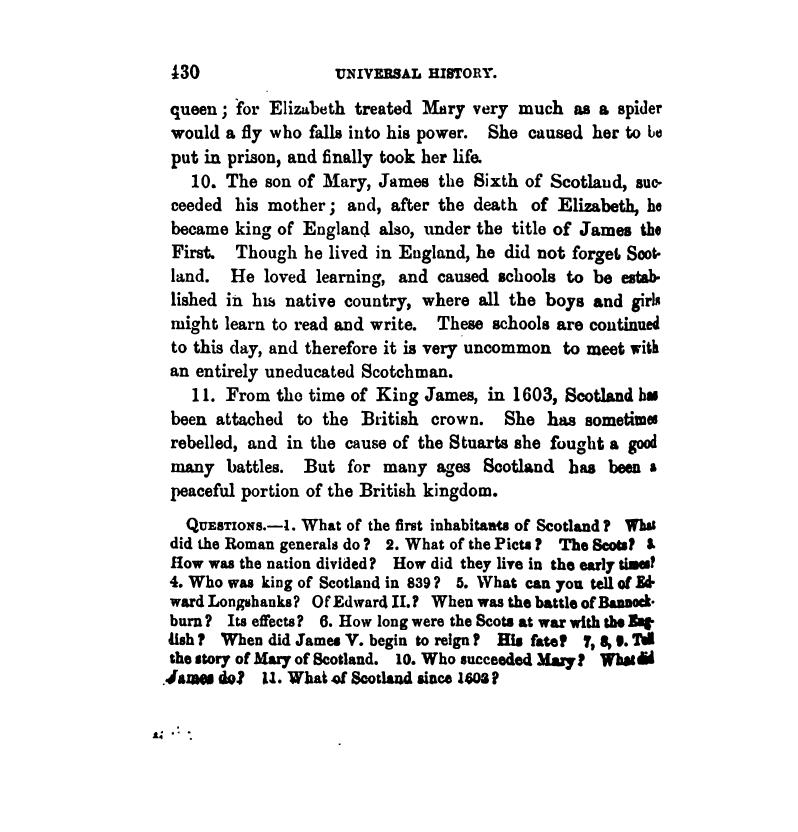 430 UNIVERSAL HISTORY.
queen; for Elizabeth treated Mary very much as a spider
would a fly who falls into his power. She caused her to be
put in prison, and finally took her life.
10. The son of Mary, James the Sixth of Scotland, suc-
ceeded his mother; and, after the death of Elizabeth, he
became king of England also, under the title of James the
First. Though he lived in England, he did not forget Scot-
land. He loved learning, and caused schools to be estab-
lished in his native country, where all the boys and girls
might learn to read and write. These schools are continued
to this day, and therefore it is very uncommon to meet with
an entirely uneducated Scotchman.
11. From the time of King James, in 1603, Scotland has
been attached to the British crown. She has sometimes
rebelled, and in the cause of the Stuarts she fought a good
many battles. But for many ages Scotland has been a
peaceful portion of the British kingdom.
QUESTIONS.—1. What of the first inhabitants of Scotland? What
did the Roman generals do? 2. What of the Picts? The Scots? 3.
How was the nation divided? How did they live in the early times?
4. Who was king of Scotland in 839? 5. What can you tell of Ed-
ward Longshanks? Of Edward II.? When was the battle of Bannock-
burn? Its effects? 6. How long were the Scots at war with the Eng-
lish? When did James V. begin to reign? His fate? 7, 8, 9. Tell
the story of Mary of Scotland. 10. Who succeeded Mary? What did
James do? 11. What of Scotland since 1603?